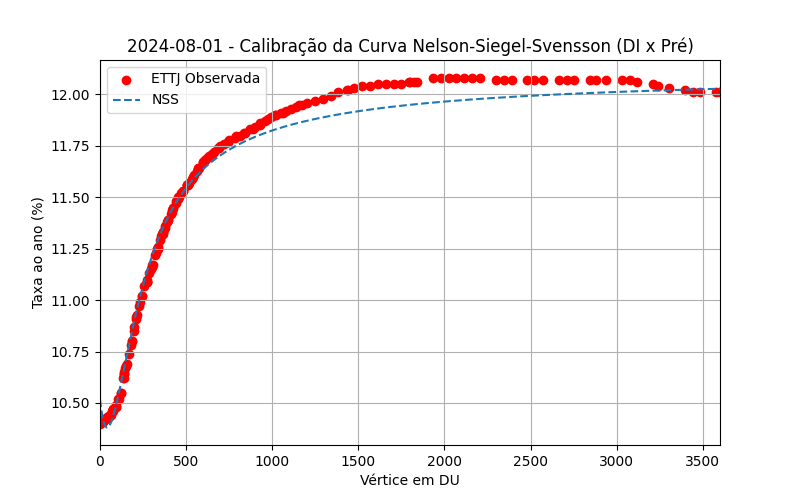 2024-08-01 - Calibração da Curva Nelson-Siegel-Svensson (DI x Pré)
ETTJ Observada
NSS
Taxa ao ano (%)
12.00
11.75
11.50
11.25
11.00
10.75
10.50
0 500 1000 1500 2000 2500 3000 3500
Vértice em DU